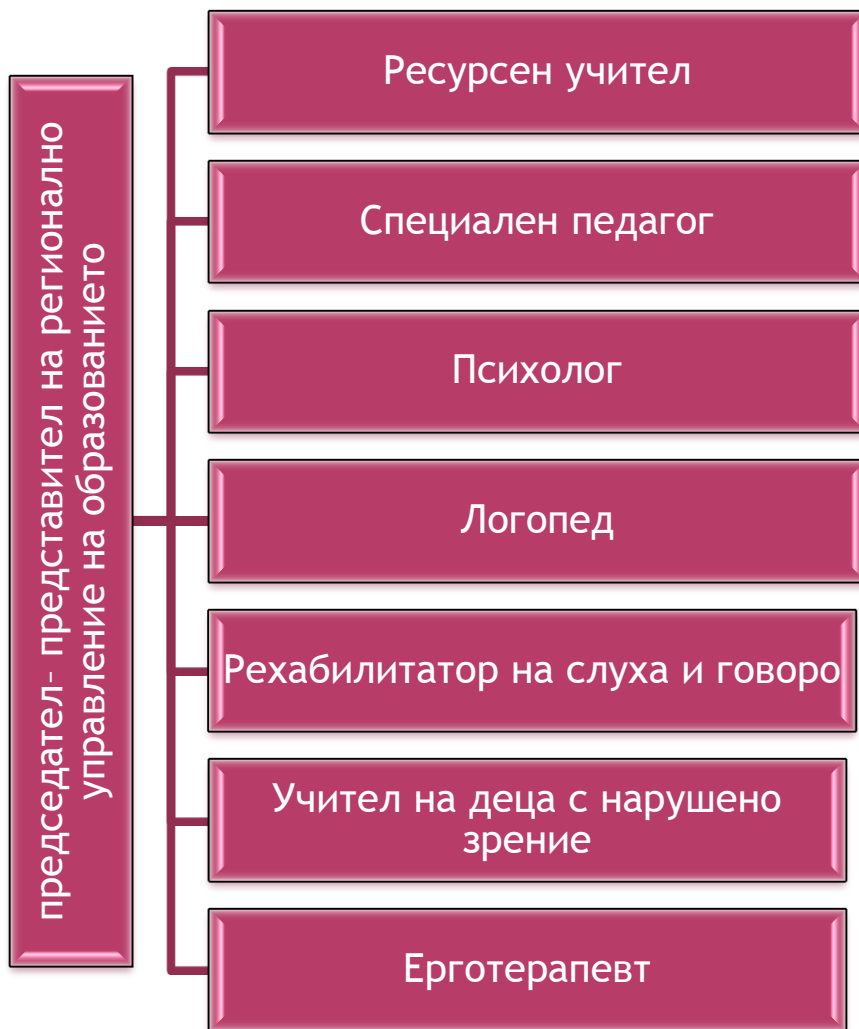 председател- представител на регионално
управление на образованието
Ресурсен учител
Специален педагог
Психолог
Логопед
Рехабилитатор на слуха и говоро
Учител на деца с нарушено
зрение
Ерготерапевт